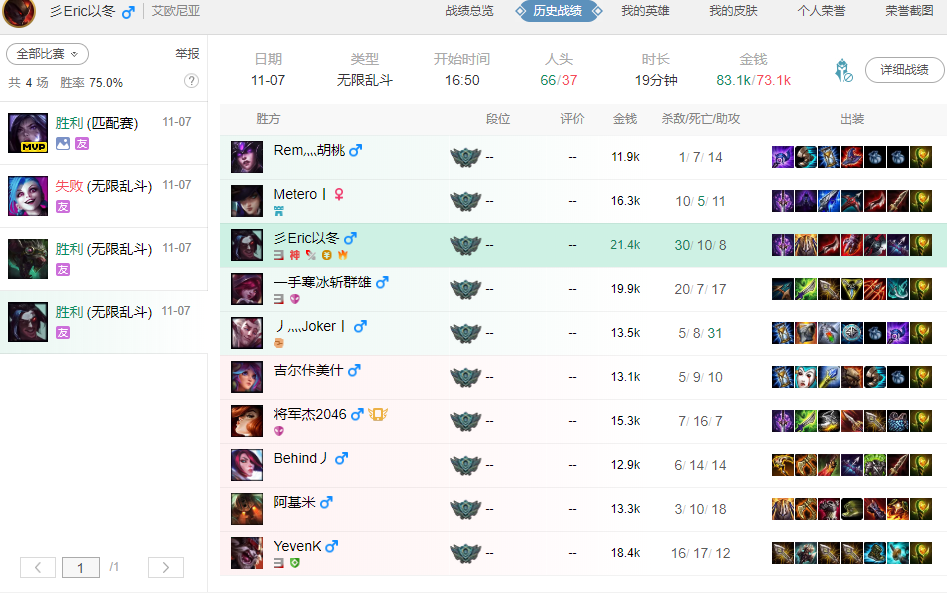 彡Eric以冬 艾欧尼亚 战绩总览 历史战绩 我的英雄 我的皮肤 个人荣誉 荣誉截图
全部比赛 举报
共 4 场 胜率 75.0% ?
胜利 (匹配赛) 11-07
MVP 友
失败 (无限乱斗) 11-07
友
胜利 (无限乱斗) 11-07
友
胜利 (无限乱斗) 11-07
友
1 /1
日期 类型 开始时间 人头 时长 金钱
11-07 无限乱斗 16:50 66/37 19分钟 83.1k/73.1k 详细战绩
胜方 段位 评价 金钱 杀敌/死亡/助攻 出装
Rem灬胡桃 -- -- 11.9k 1/ 7/ 14
Metero丨 -- -- 16.3k 10/ 5/ 11
彡Eric以冬 -- -- 21.4k 30/ 10/ 8
神
一手寒冰斩群雄 -- -- 19.9k 20/ 7/ 17
丿灬Joker丨 -- -- 13.5k 5/ 8/ 31
吉尔伽美什 -- -- 13.1k 5/ 9/ 10
将军杰2046 -- -- 15.3k 7/ 16/ 7
Behind丿 -- -- 12.9k 6/ 14/ 14
阿基米 -- -- 13.3k 3/ 10/ 18
YevenK -- -- 18.4k 16/ 17/ 12